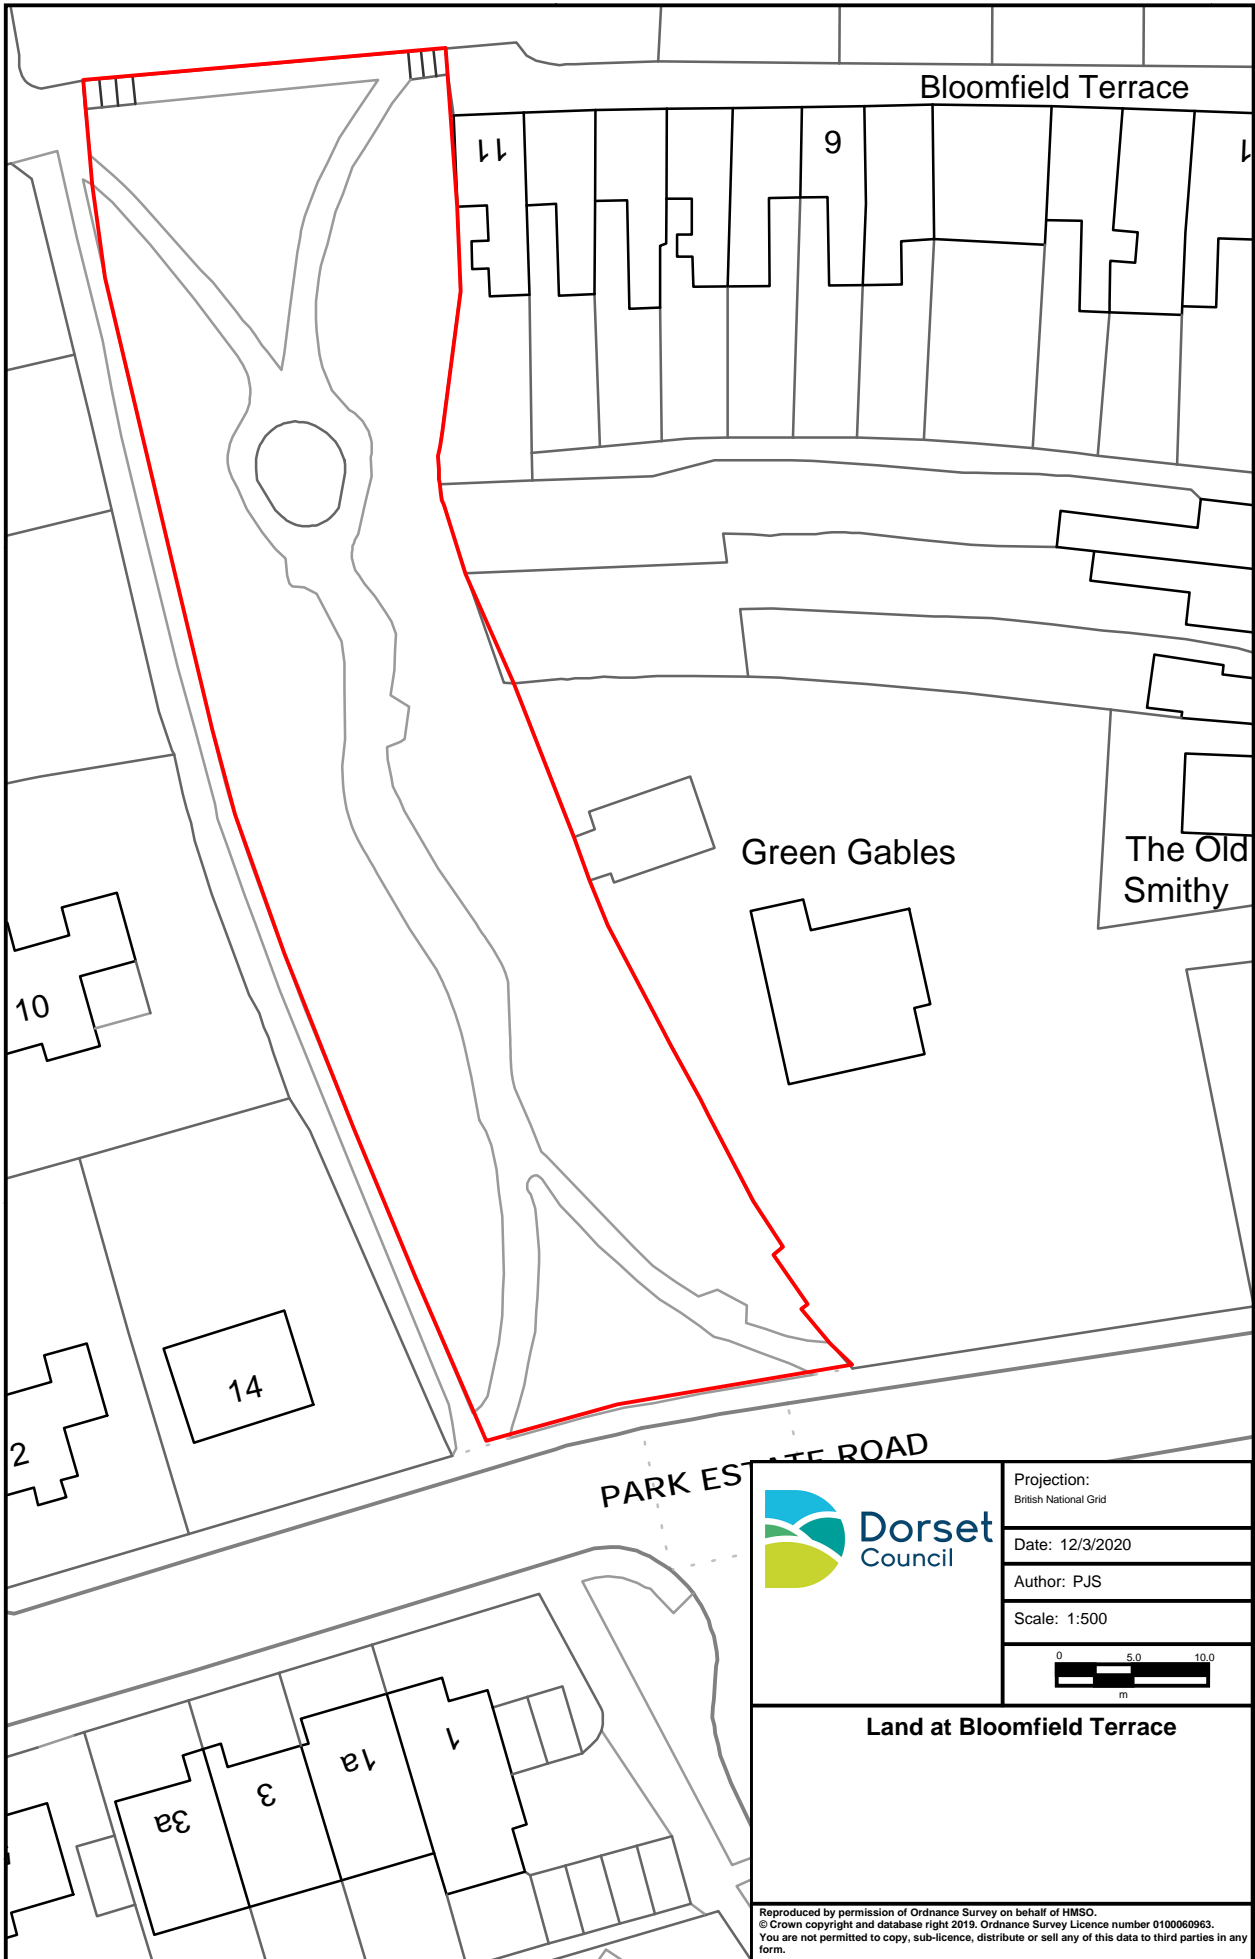 Bloomfield Terrace
11
6
1
Green Gables
The Old
Smithy
10
14
2
PARK ESTATE ROAD
1
1a
3
3a
Dorset
Council
Projection:
British National Grid
Date: 12/3/2020
Author: PJS
Scale: 1:500
0 5.0 10.0
m
Land at Bloomfield Terrace
Reproduced by permission of Ordnance Survey on behalf of HMSO.
© Crown copyright and database right 2019. Ordnance Survey Licence number 0100060963.
You are not permitted to copy, sub-licence, distribute or sell any of this data to third parties in any
form.